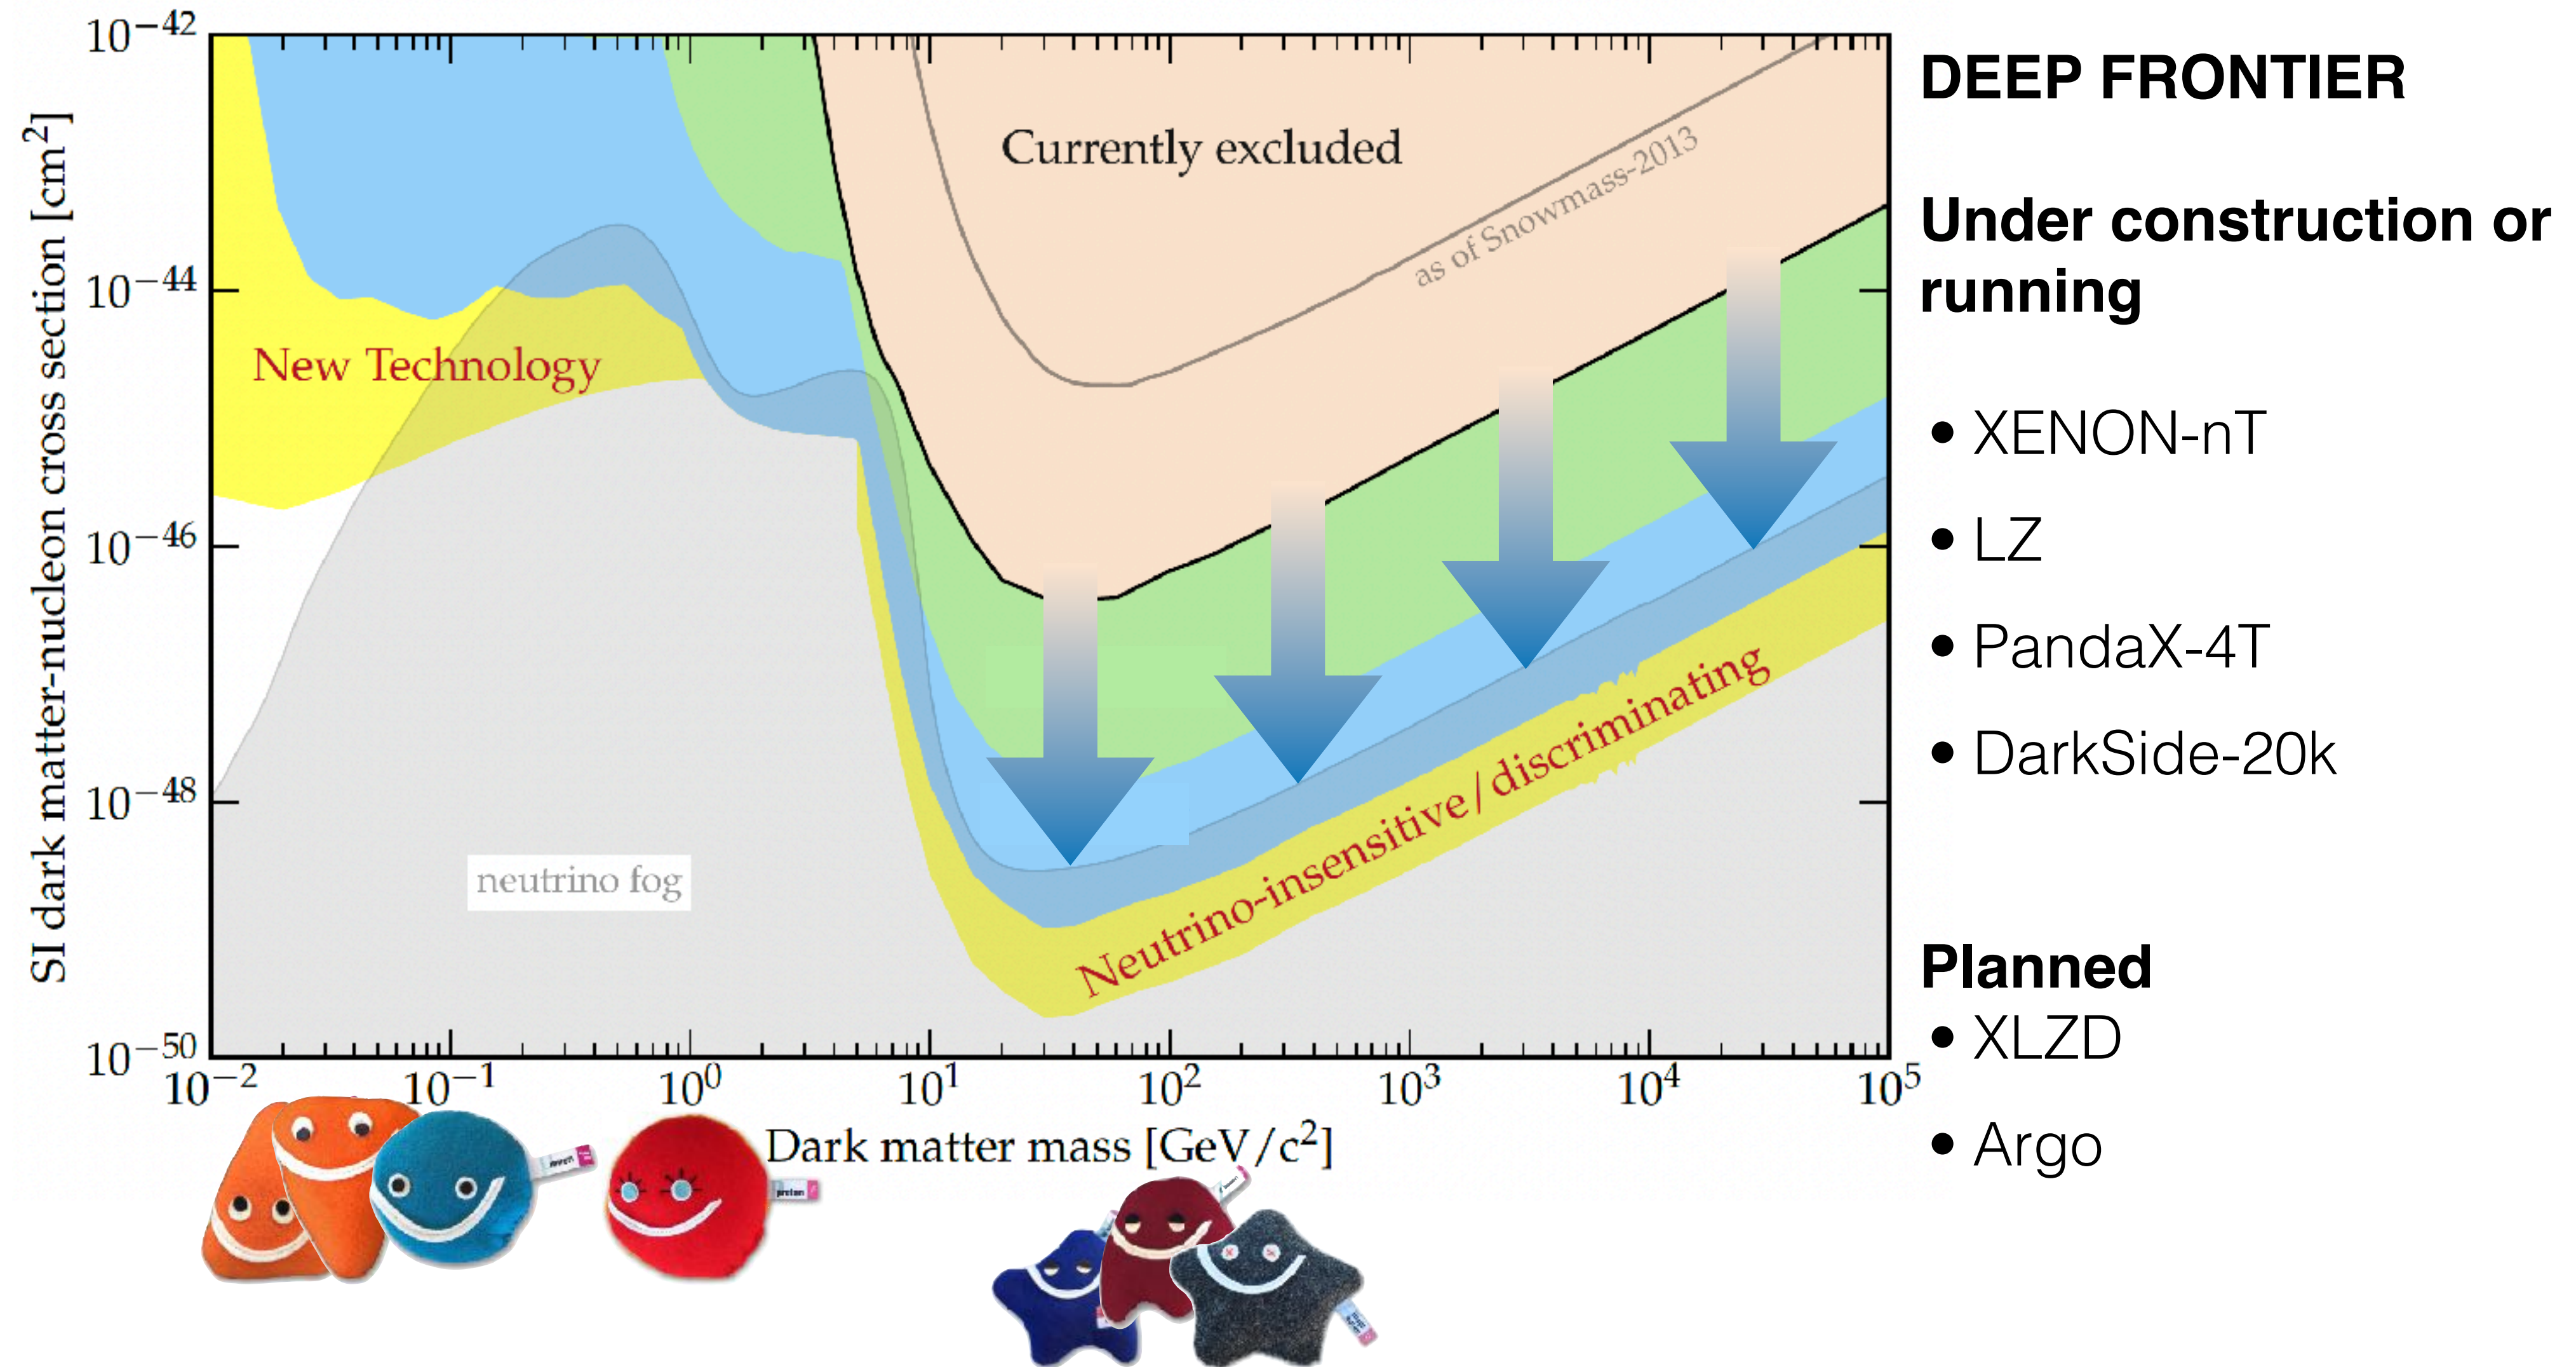 10−42
10−44
10−46
10−48
10−50
SI dark matter-nucleon cross section [cm2]
Currently excluded
as of Snowmass-2013
New Technology
neutrino fog
Neutrino-insensitive/discriminating
10−2 10−1 100 101 102 103 104 105
Dark matter mass [GeV/c2]
proton
DEEP FRONTIER
Under construction or
running
• XENON-nT
• LZ
• PandaX-4T
• DarkSide-20k
Planned
• XLZD
• Argo